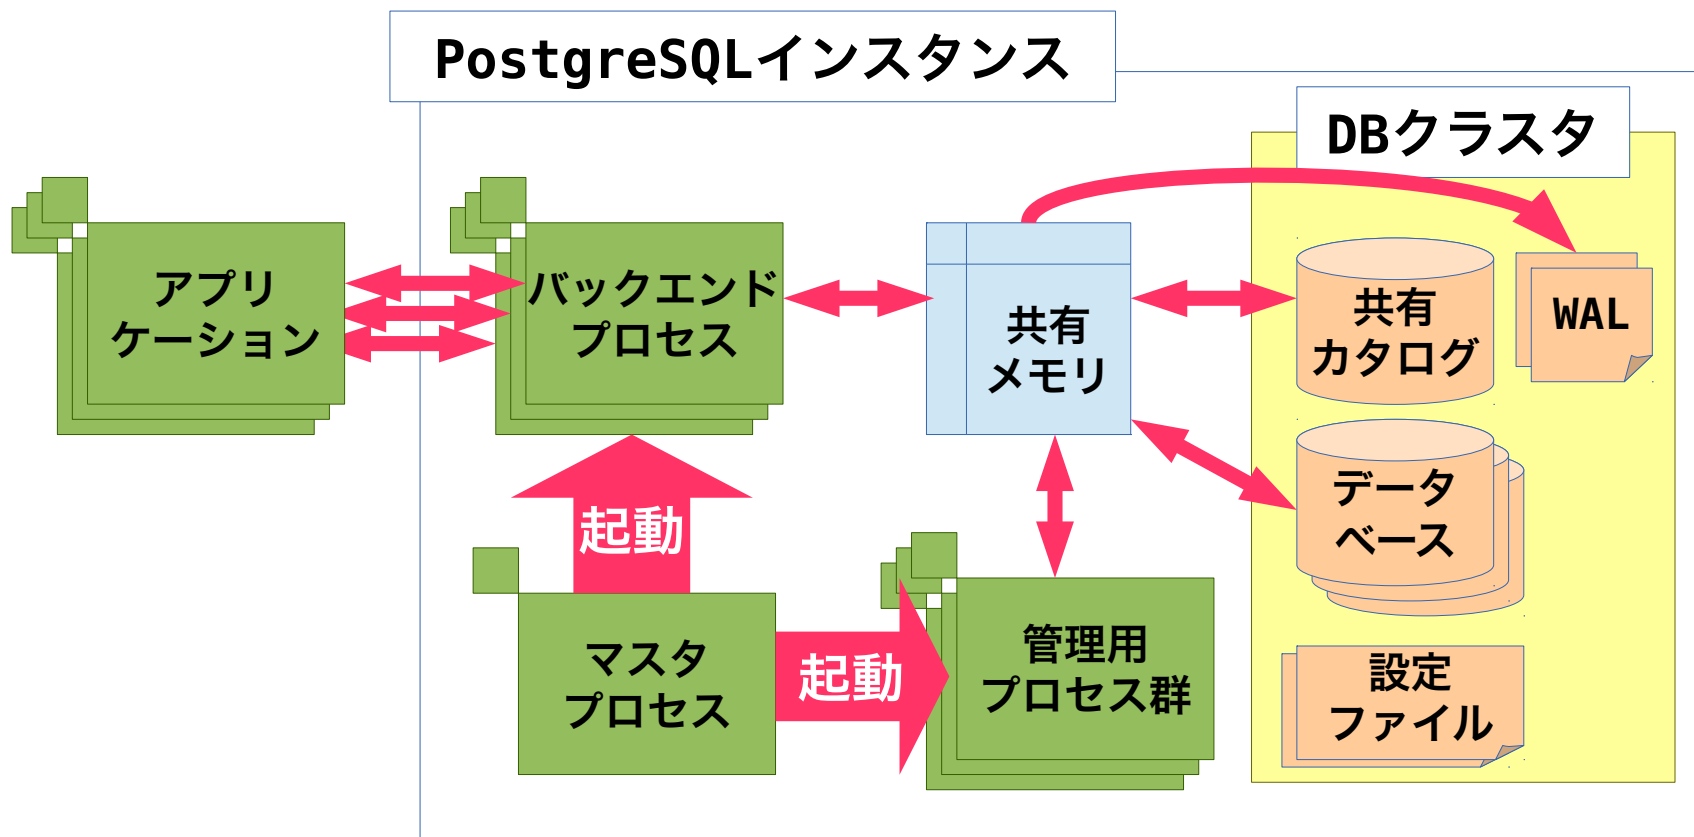 PostgreSQLインスタンス
DBクラスタ
アプリ
ケーション
バックエンド
プロセス
共有
メモリ
共有
カタログ
WAL
データ
ベース
起動
マスタ
プロセス
起動
管理用
プロセス群
設定
ファイル